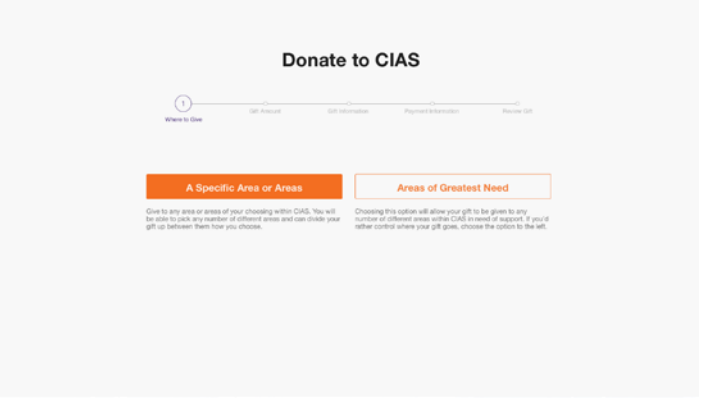 Donate to CIAS
1
Where to Give
Gift Amount
Gift Information
Payment Information
Review Gift
A Specific Area or Areas
Areas of Greatest Need
Give to any area or areas of your choosing within CIAS. You will
be able to pick any number of different areas and can divide your
gift up between them how you choose.
Choosing this option will allow your gift to be given to any
number of different areas within CIAS in need of support. If you'd
rather control where your gift goes, choose the option to the left.